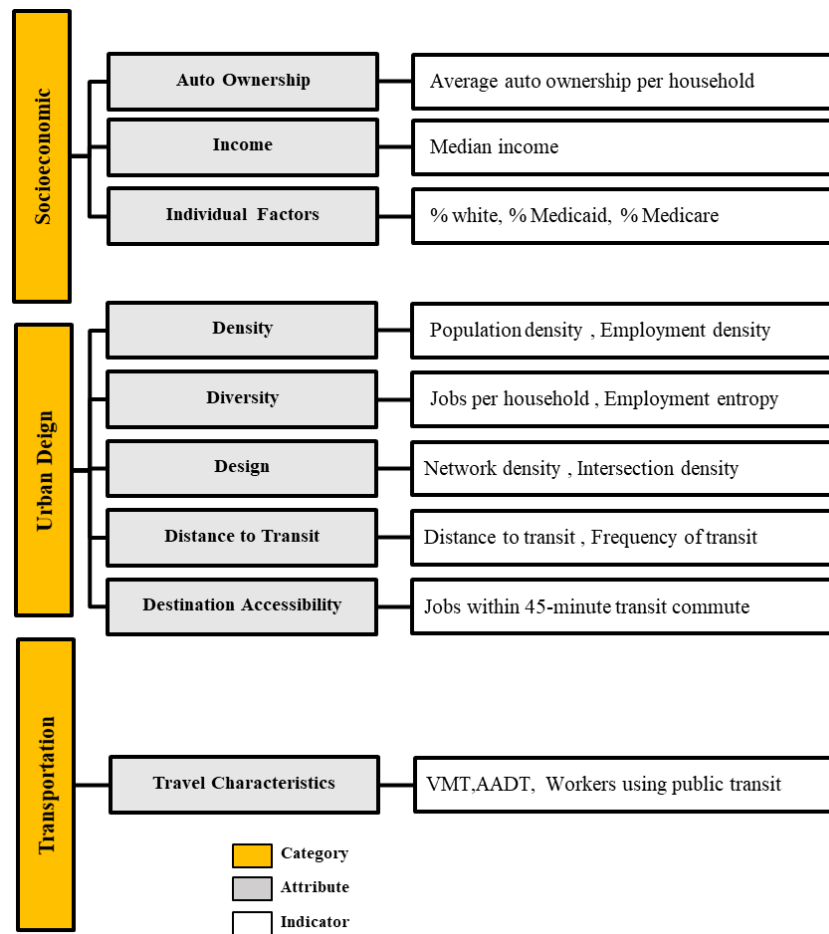 Socioeconomic
Auto Ownership
Average auto ownership per household
Income
Median income
Individual Factors
% white, % Medicaid, % Medicare
Urban Deign
Density
Population density , Employment density
Diversity
Jobs per household , Employment entropy
Design
Network density , Intersection density
Distance to Transit
Distance to transit , Frequency of transit
Destination Accessibility
Jobs within 45-minute transit commute
Transportation
Travel Characteristics
VMT,AADT, Workers using public transit
Category
Attribute
Indicator